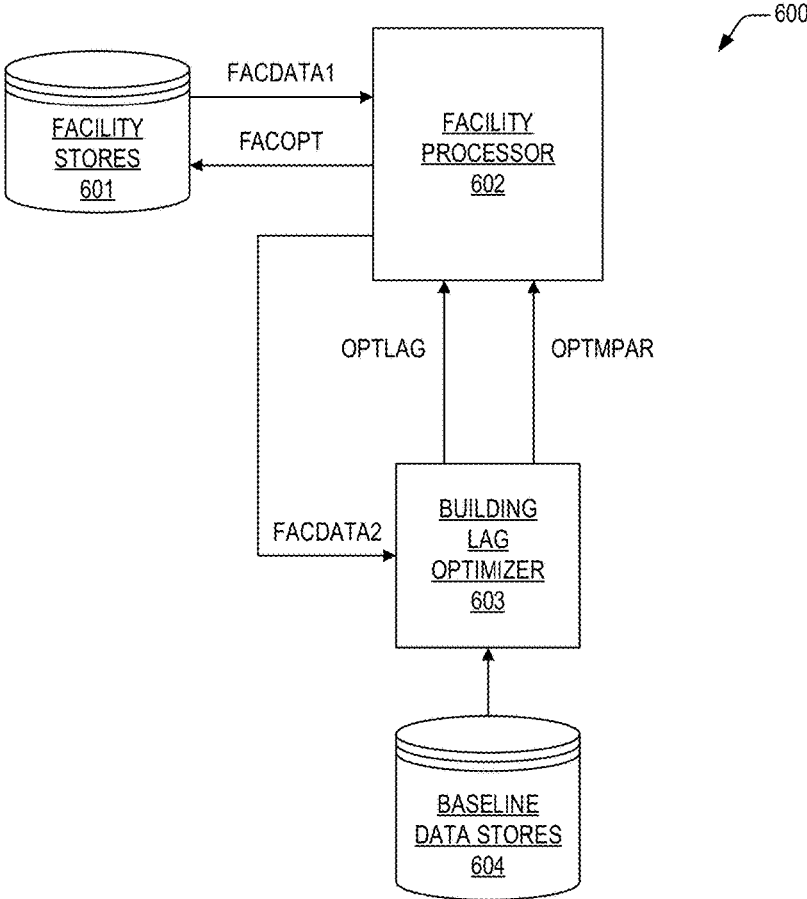 600
FACDATA1
FACILITY
STORES
601
FACOPT
FACILITY
PROCESSOR
602
OPTLAG
OPTMPAR
FACDATA2
BUILDING
LAG
OPTIMIZER
603
BASELINE
DATA STORES
604